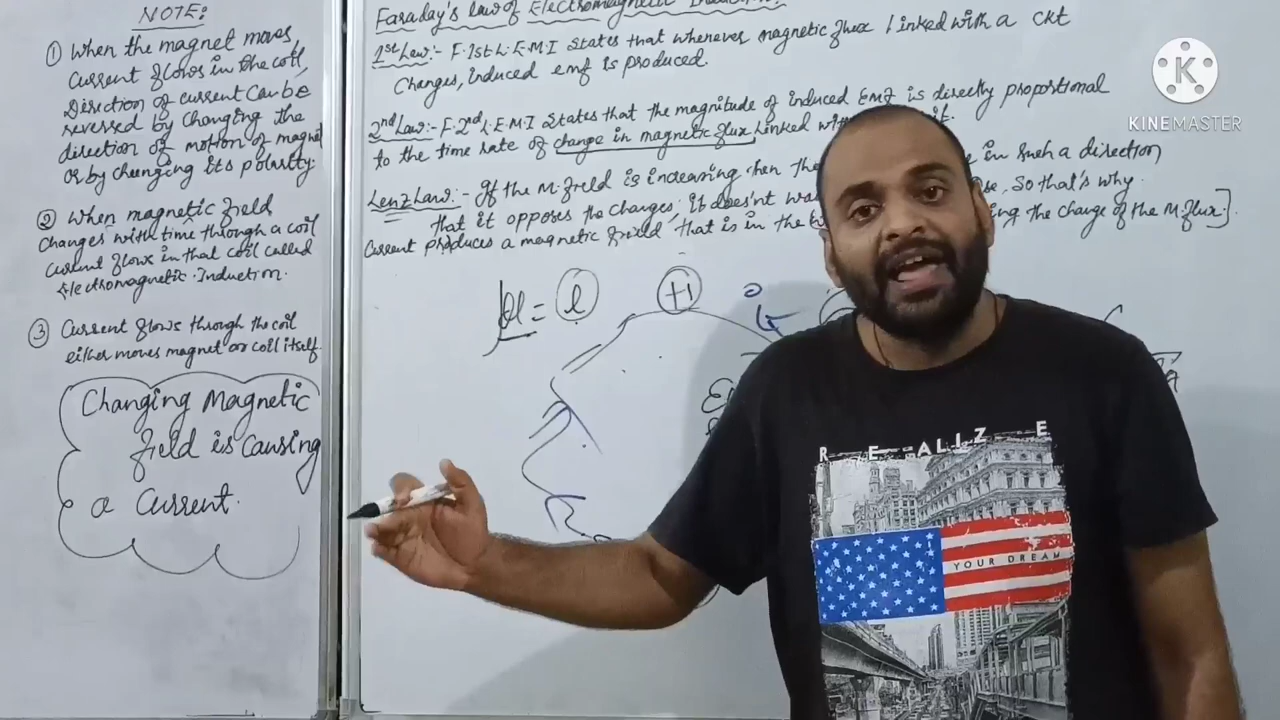 NOTE:
① When the magnet moves,
Current flows in the coil,
Direction of current can be
reversed by changing the
direction of motion of magnet
or by changing its polarity.
② When magnetic field
changes with time through a coil
current flows in that coil called
Electromagnetic Induction.
③ Current flows through the coil
either moves magnet or coil itself.
Changing Magnetic
field is causing
a Current.
Faraday's law of Electromagnetic Induction:
1st Law:- F.1st L.E.M.I States that whenever magnetic flux linked with a ckt
Changes, induced emf is produced.
2nd Law:- F.2nd L.E.M.I States that the magnitude of induced EMF is directly proportional
to the time rate of change in magnetic flux linked with it.
Lenz Law:- If the M.field is increasing then the in such a direction
that it opposes the changes, it does'nt so that's why
Current produces a magnetic field that is in the the change of the M.flux.]
= l
+1
KINEMASTER
R E ALIZ E
YOUR DREAM